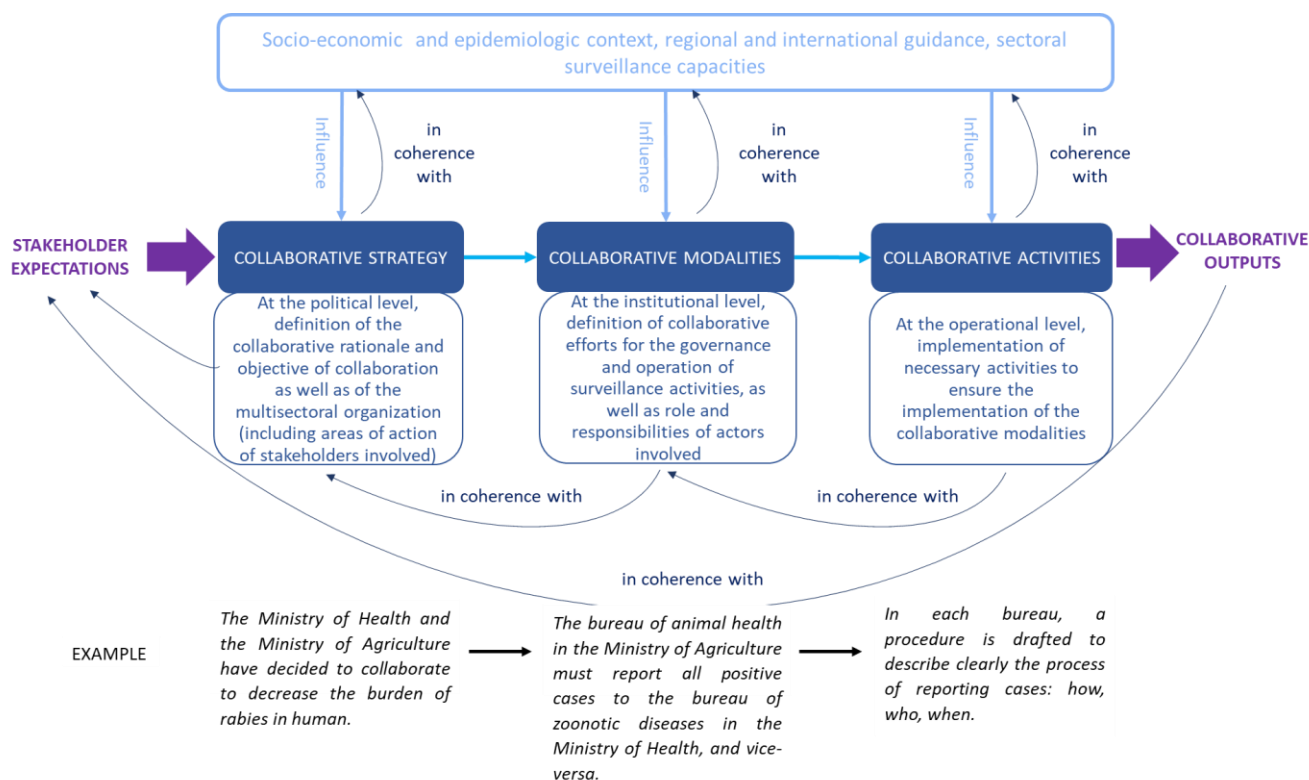 Socio-economic and epidemiologic context, regional and international guidance, sectoral
surveillance capacities
Influence
in
coherence
with
Influence
in
coherence
with
Influence
in
coherence
with
STAKEHOLDER
EXPECTATIONS
COLLABORATIVE STRATEGY
COLLABORATIVE MODALITIES
COLLABORATIVE ACTIVITIES
COLLABORATIVE
OUTPUTS
At the political level,
definition of the
collaborative rationale and
objective of collaboration
as well as of the
multisectoral organization
(including areas of action
of stakeholders involved)
At the institutional level,
definition of collaborative
efforts for the governance
and operation of
surveillance activities, as
well as role and
responsibilities of actors
involved
At the operational level,
implementation of
necessary activities to
ensure the
implementation of the
collaborative modalities
in coherence with
in coherence with
in coherence with
EXAMPLE
The Ministry of Health and
the Ministry of Agriculture
have decided to collaborate
to decrease the burden of
rabies in human.
The bureau of animal health
in the Ministry of Agriculture
must report all positive
cases to the bureau of
zoonotic diseases in the
Ministry of Health, and vice-
versa.
In each bureau, a
procedure is drafted to
describe clearly the process
of reporting cases: how,
who, when.